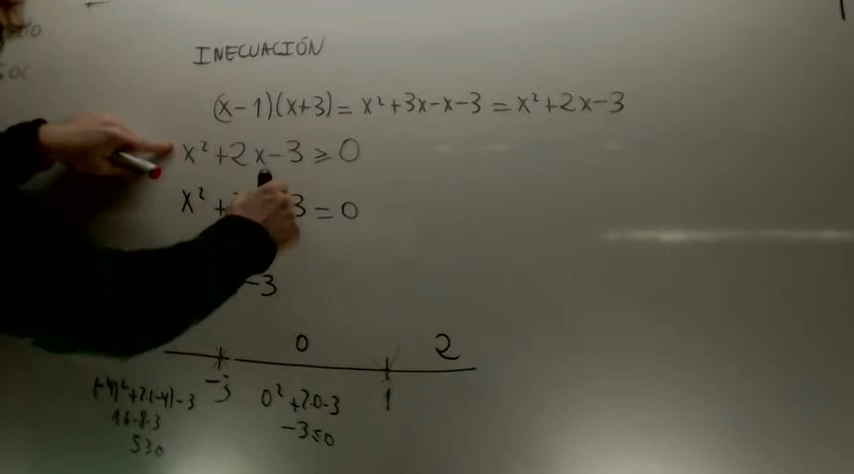 INECUACIÓN
(x-1)(x+3) = x²+3x-x-3 = x²+2x-3
x²+2x-3 ≥ 0
x² + 3 = 0
-3
0 2
-3 1
(-4)²+2·(-4)-3 0²+2·0-3
16-8-3 -3≤0
5≥0